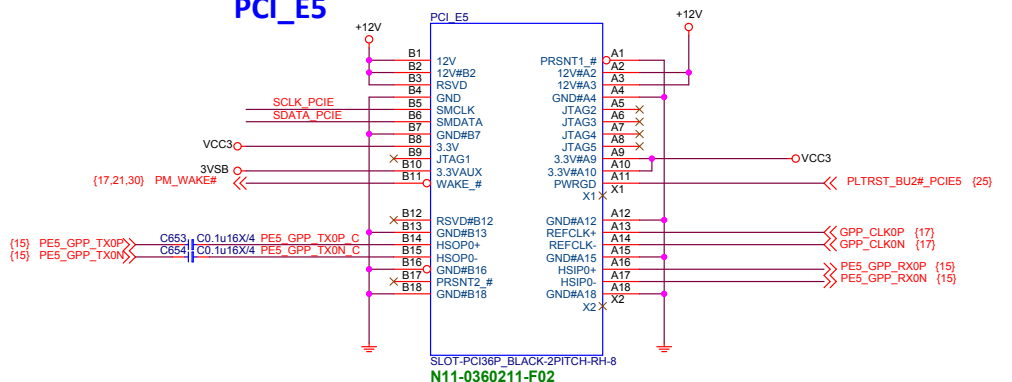 PCI_E5
+12V
PCI_E5
+12V
B1 12V PRSNT1_# A1
B2 12V#B2 12V#A2 A2
B3 RSVD 12V#A3 A3
B4 GND GND#A4 A4
SCLK_PCIE B5 SMCLK JTAG2 A5
SDATA_PCIE B6 SMDATA JTAG3 A6
B7 GND#B7 JTAG4 A7
VCC3 B8 3.3V JTAG5 A8
B9 JTAG1 3.3V#A9 A9 VCC3
3VSB B10 3.3VAUX 3.3V#A10 A10
{17,21,30} PM_WAKE# B11 WAKE_# PWRGD A11 PLTRST_BU2#_PCIE5 {25}
X1 X1
B12 RSVD#B12 GND#A12 A12
B13 GND#B13 REFCLK+ A13 GPP_CLK0P {17}
{15} PE5_GPP_TX0P C653 C0.1u16X/4 PE5_GPP_TX0P_C B14 HSOP0+ REFCLK- A14 GPP_CLK0N {17}
{15} PE5_GPP_TX0N C654 C0.1u16X/4 PE5_GPP_TX0N_C B15 HSOP0- GND#A15 A15
B16 GND#B16 HSIP0+ A16 PE5_GPP_RX0P {15}
B17 PRSNT2_# HSIP0- A17 PE5_GPP_RX0N {15}
B18 GND#B18 GND#A18 A18
X2 X2
SLOT-PCI36P_BLACK-2PITCH-RH-8
N11-0360211-F02